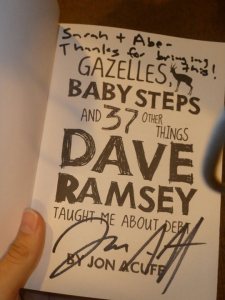 Sarah + Abe-
Thanks for bringing
this!
GAZELLES
BABY STEPS
AND 37 OTHER
THINGS
DAVE
RAMSEY
TAUGHT ME ABOUT DEBT
BY JON ACUFF